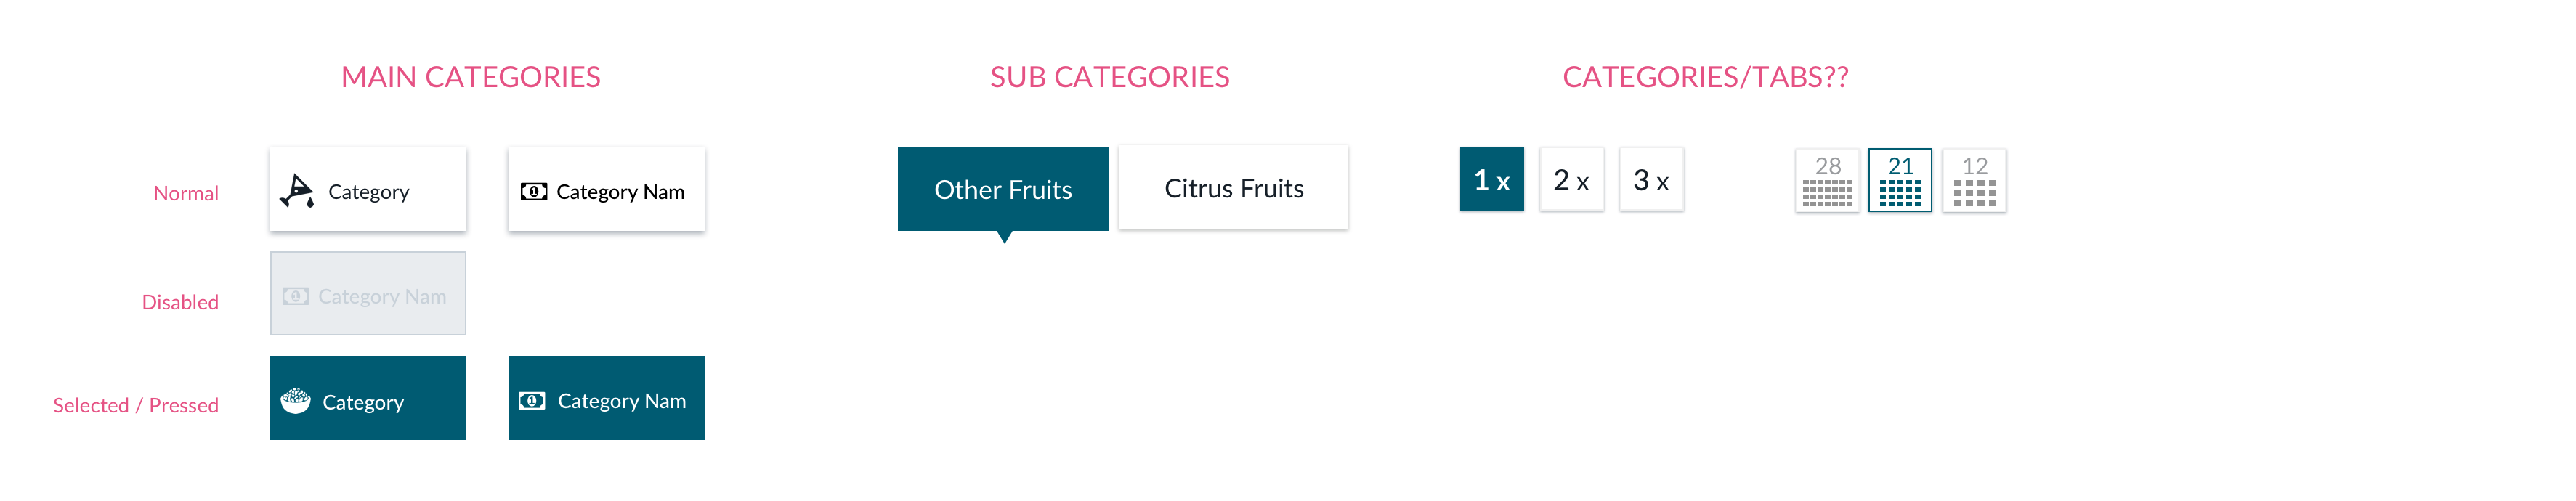 MAIN CATEGORIES
SUB CATEGORIES
CATEGORIES/TABS??
Normal
Category
Category Nam
Other Fruits
Citrus Fruits
1 x
2 x
3 x
28
21
12
Disabled
Category Nam
Selected / Pressed
Category
Category Nam